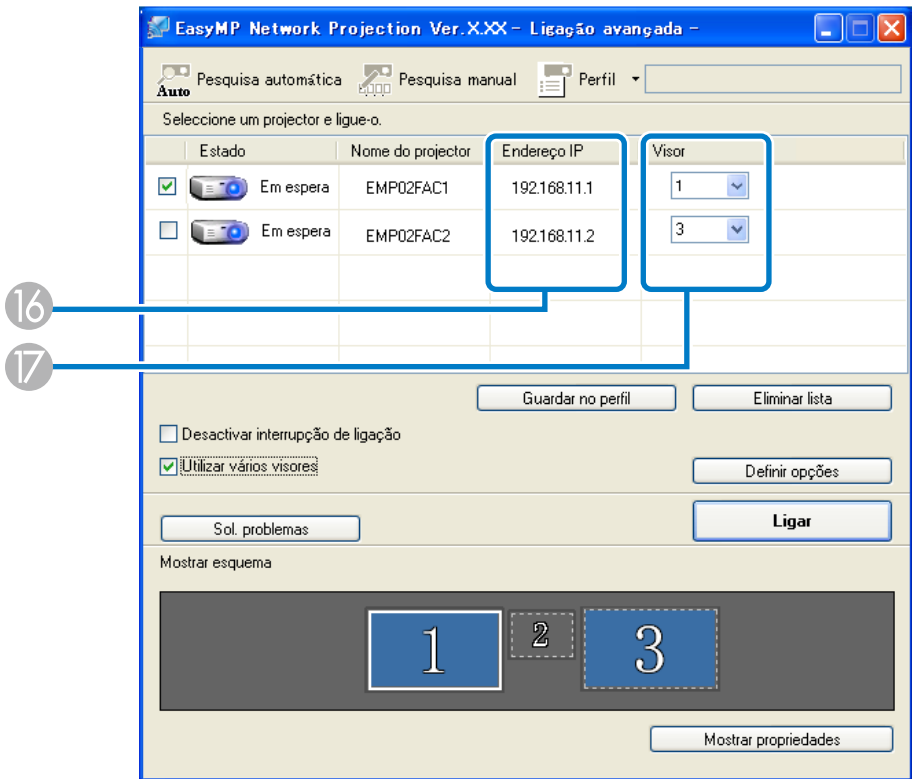 EasyMP Network Projection Ver.X.XX – Ligação avançada –
Auto Pesquisa automática Pesquisa manual Perfil
Seleccione um projector e ligue-o.
Estado Nome do projector Endereço IP Visor
Em espera EMP02FAC1 192.168.11.1 1
Em espera EMP02FAC2 192.168.11.2 3
16
17
Guardar no perfil Eliminar lista
Desactivar interrupção de ligação
Utilizar vários visores
Definir opções
Sol. problemas Ligar
Mostrar esquema
1 2 3
Mostrar propriedades